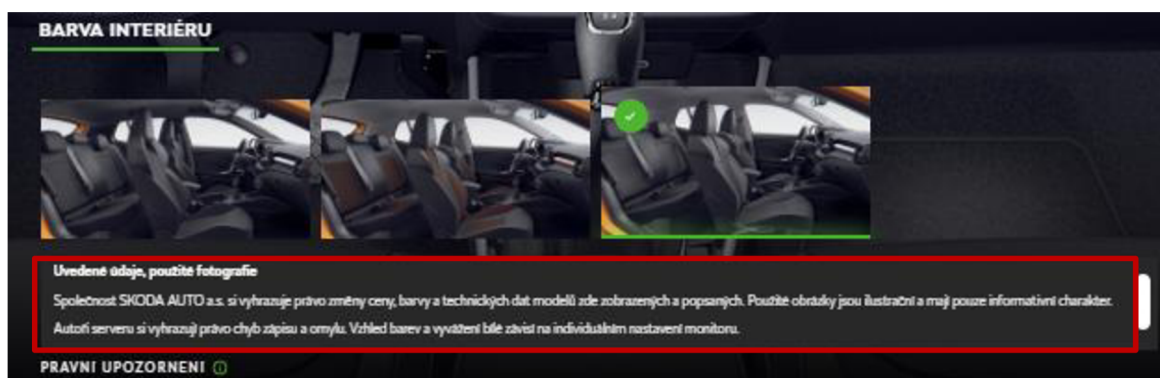 BARVA INTERIÉRU
Uvedené údaje, použité fotografie
Společnost SKODA AUTO a.s. si vyhrazuje právo změny ceny, barvy a technických dat modelů zde zobrazených a popsaných. Použité obrázky jsou ilustrační a mají pouze informativní charakter.
Autoři serveru si vyhrazují právo chyb zápisu a omylu. Vzhled barev a vyvážení bílé závisí na individuálním nastavení monitoru.
PRÁVNÍ UPOZORNĚNÍ